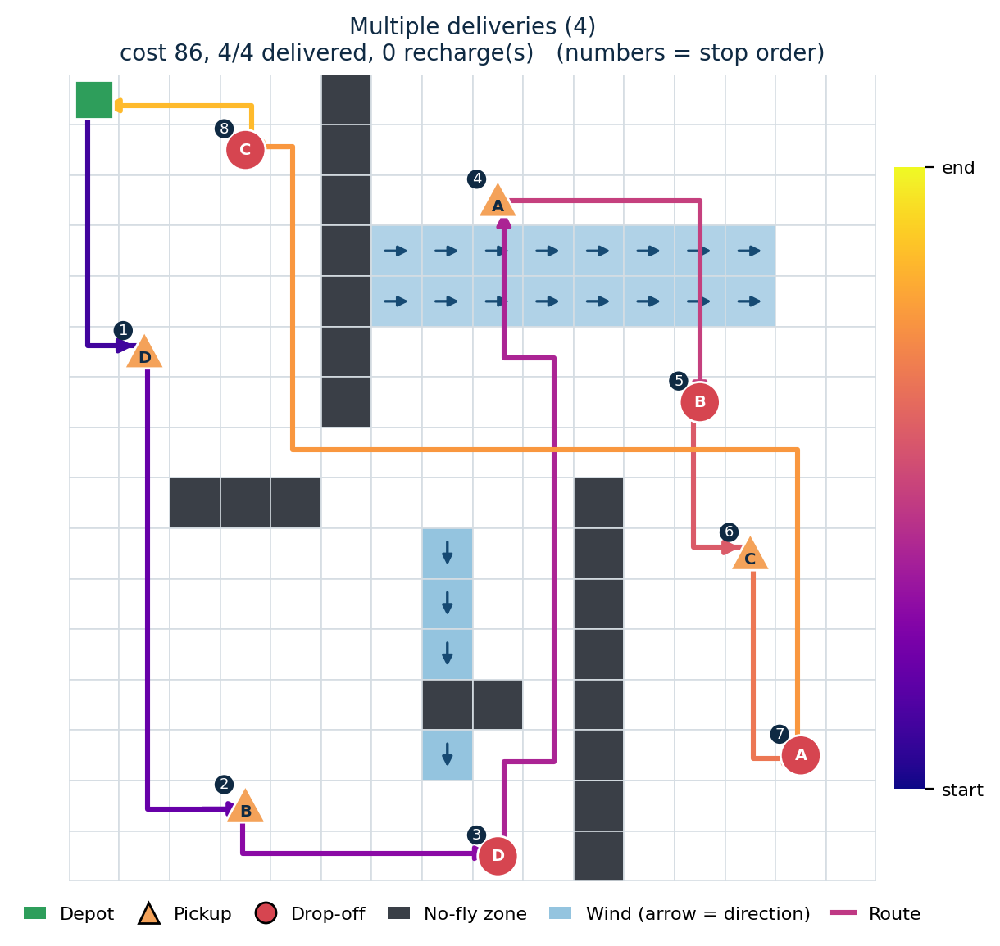 Multiple deliveries (4)
cost 86, 4/4 delivered, 0 recharge(s)   (numbers = stop order)
8
C
4
A
end
1
D
5
B
6
C
7
A
2
B
start
3
D
Depot
Pickup
Drop-off
No-fly zone
Wind (arrow = direction)
Route